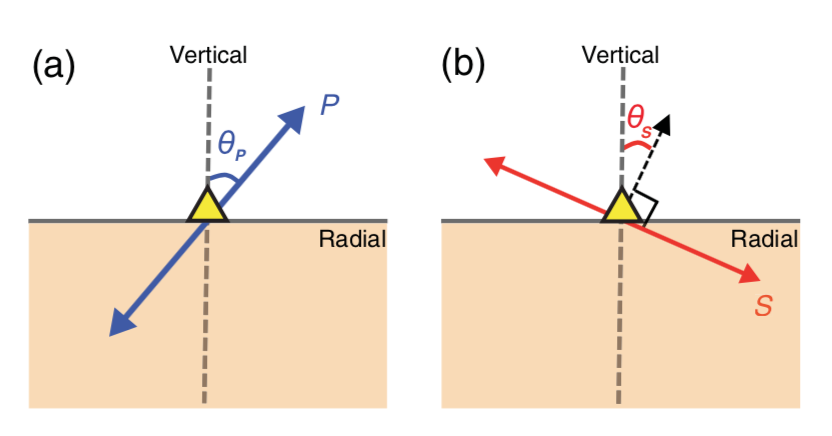 (a)
Vertical
P
θP
Radial
(b)
Vertical
θS
Radial
S